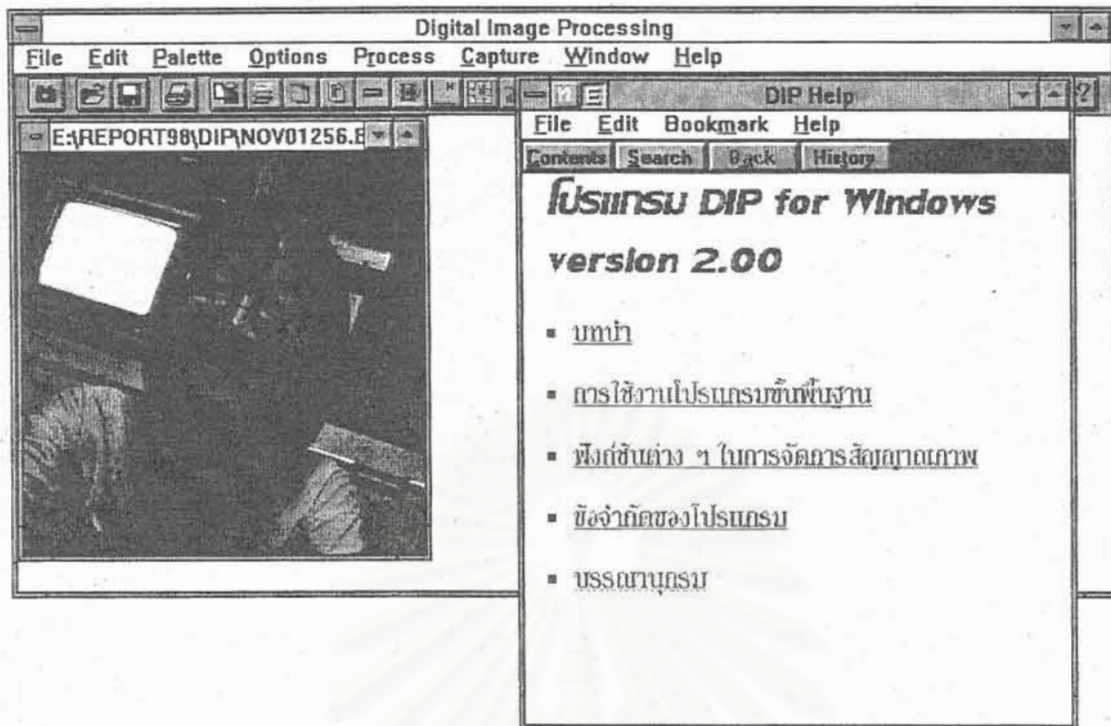 Digital Image Processing
File Edit Palette Options Process Capture Window Help
E:\REPORT98\DIP\NOV01256.B
DIP Help
File Edit Bookmark Help
Contents Search Back History
โปรแกรม DIP for Windows
version 2.00
บทนำ
การใช้งานโปรแกรมขั้นพื้นฐาน
ฟังก์ชันต่าง ๆ ในการจัดการสัญญาณภาพ
ข้อจำกัดของโปรแกรม
บรรณานุกรม